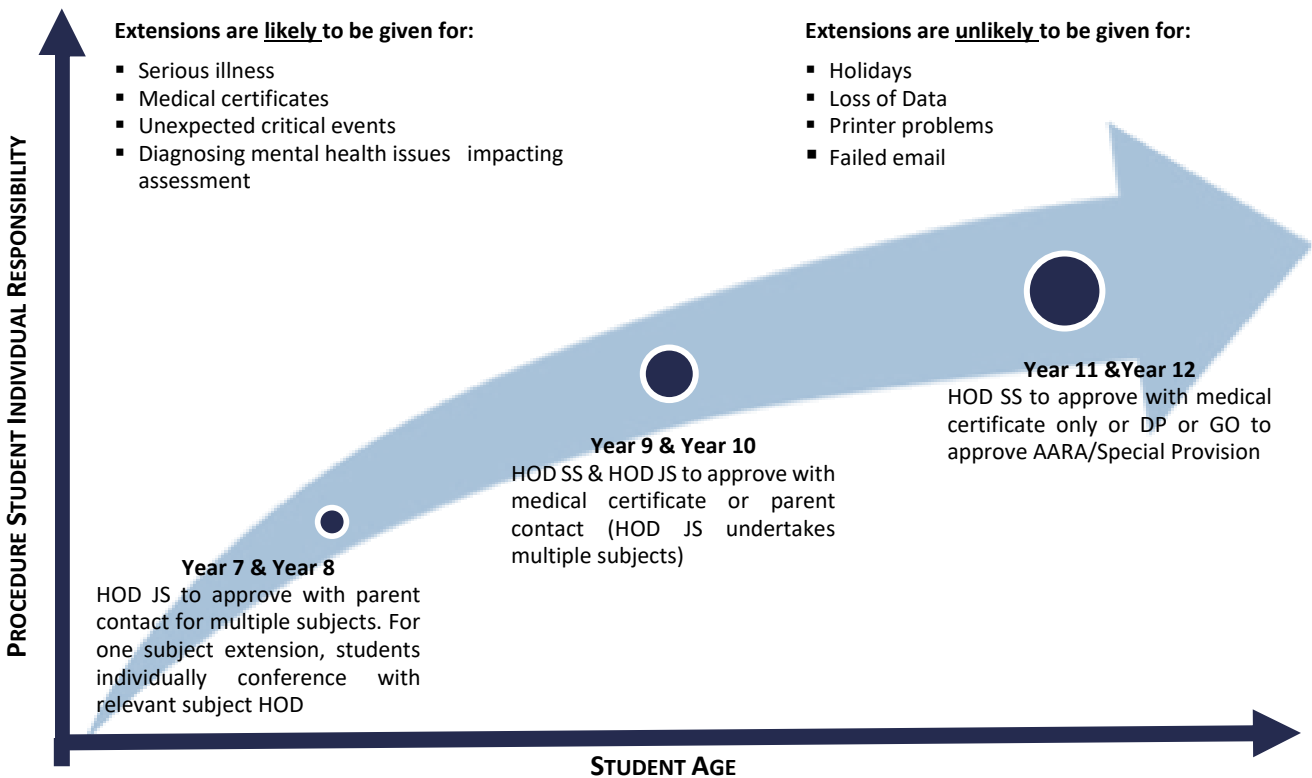 Extensions are likely to be given for:
▪ Serious illness
▪ Medical certificates
▪ Unexpected critical events
▪ Diagnosing mental health issues impacting
assessment
Extensions are unlikely to be given for:
▪ Holidays
▪ Loss of Data
▪ Printer problems
▪ Failed email
PROCEDURE STUDENT INDIVIDUAL RESPONSIBILITY
Year 11 &Year 12
HOD SS to approve with medical
certificate only or DP or GO to
approve AARA/Special Provision
Year 9 & Year 10
HOD SS & HOD JS to approve with
medical certificate or parent
contact (HOD JS undertakes
multiple subjects)
Year 7 & Year 8
HOD JS to approve with parent
contact for multiple subjects. For
one subject extension, students
individually conference with
relevant subject HOD
STUDENT AGE